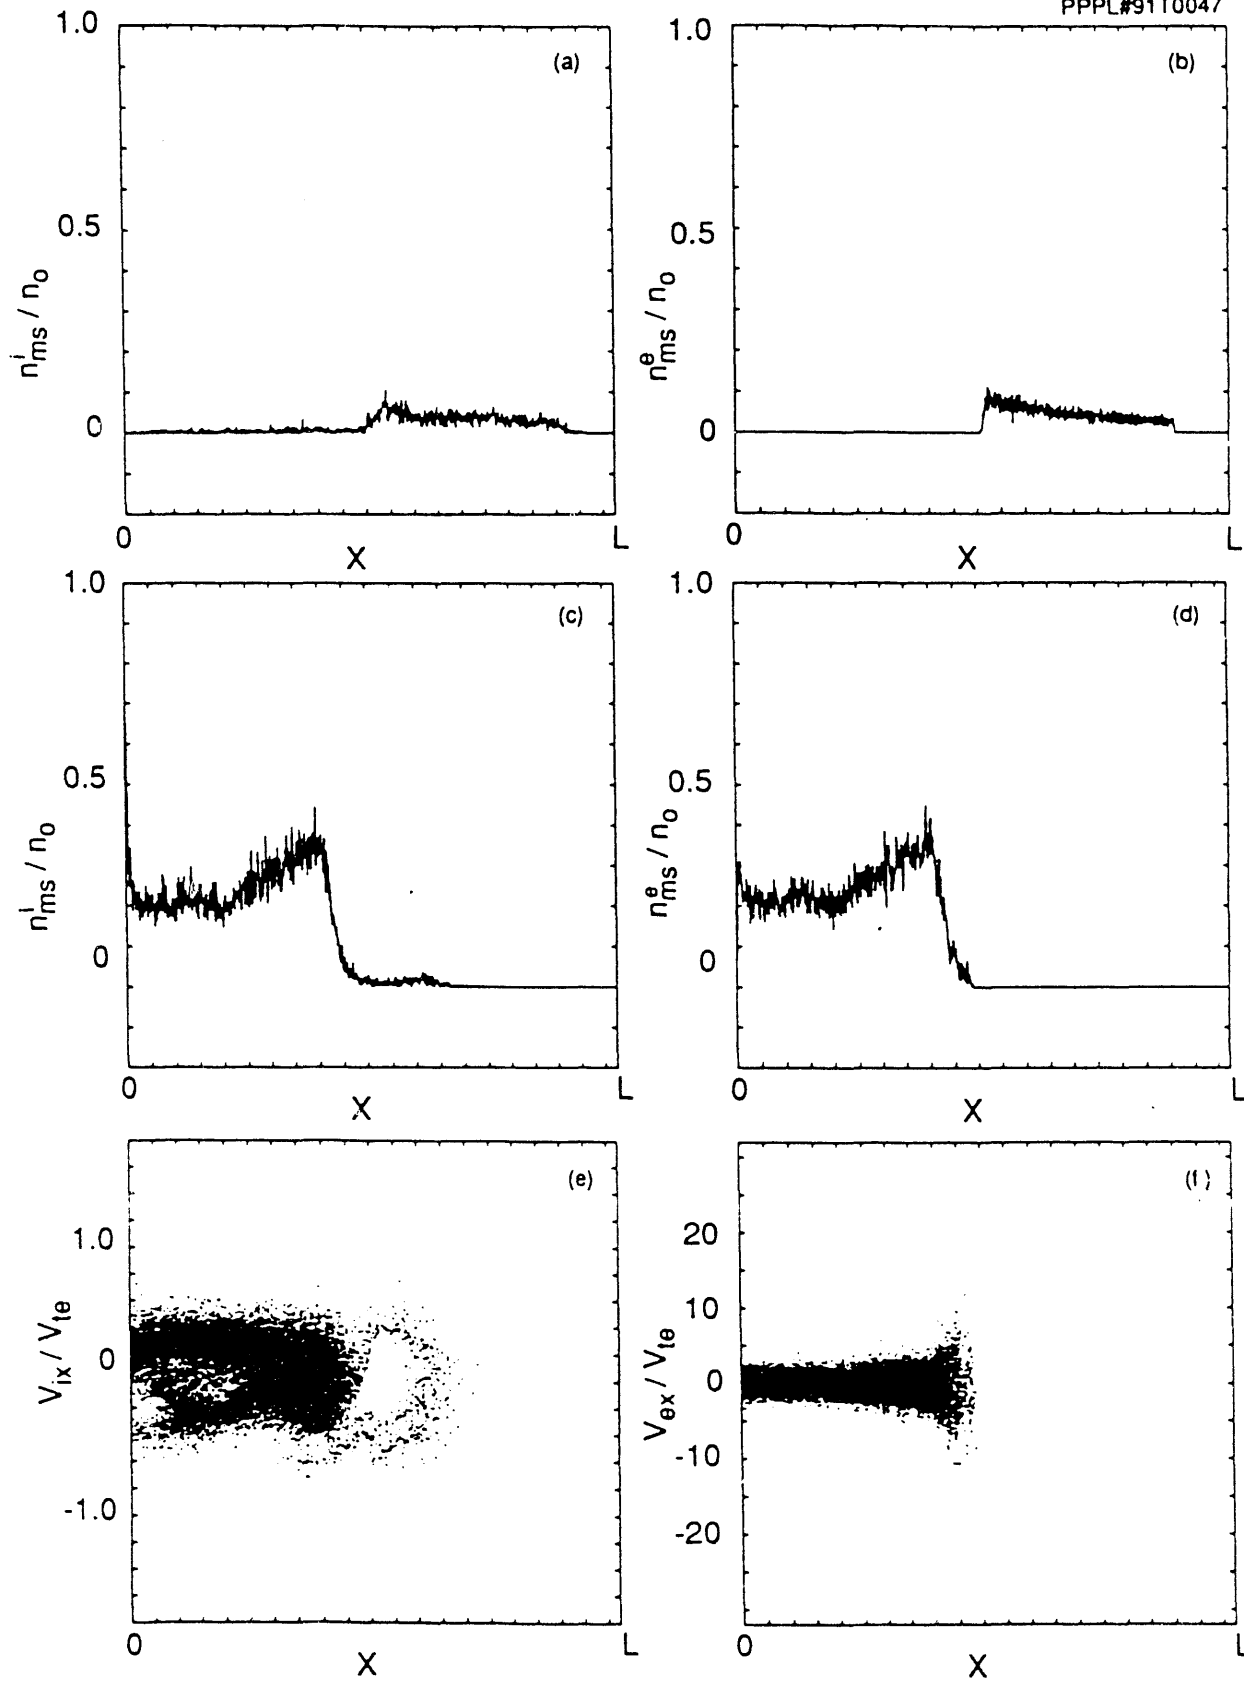 PPPL#91T0047
(a)
1.0
0.5
0
n^i_ms / n_o
0
X
L
(b)
1.0
0.5
0
n^e_ms / n_o
0
X
L
(c)
1.0
0.5
0
n^i_ms / n_o
0
X
L
(d)
1.0
0.5
0
n^e_ms / n_o
0
X
L
(e)
1.0
0
-1.0
V_ix / V_te
0
X
L
(f)
20
10
0
-10
-20
V_ex / V_te
0
X
L